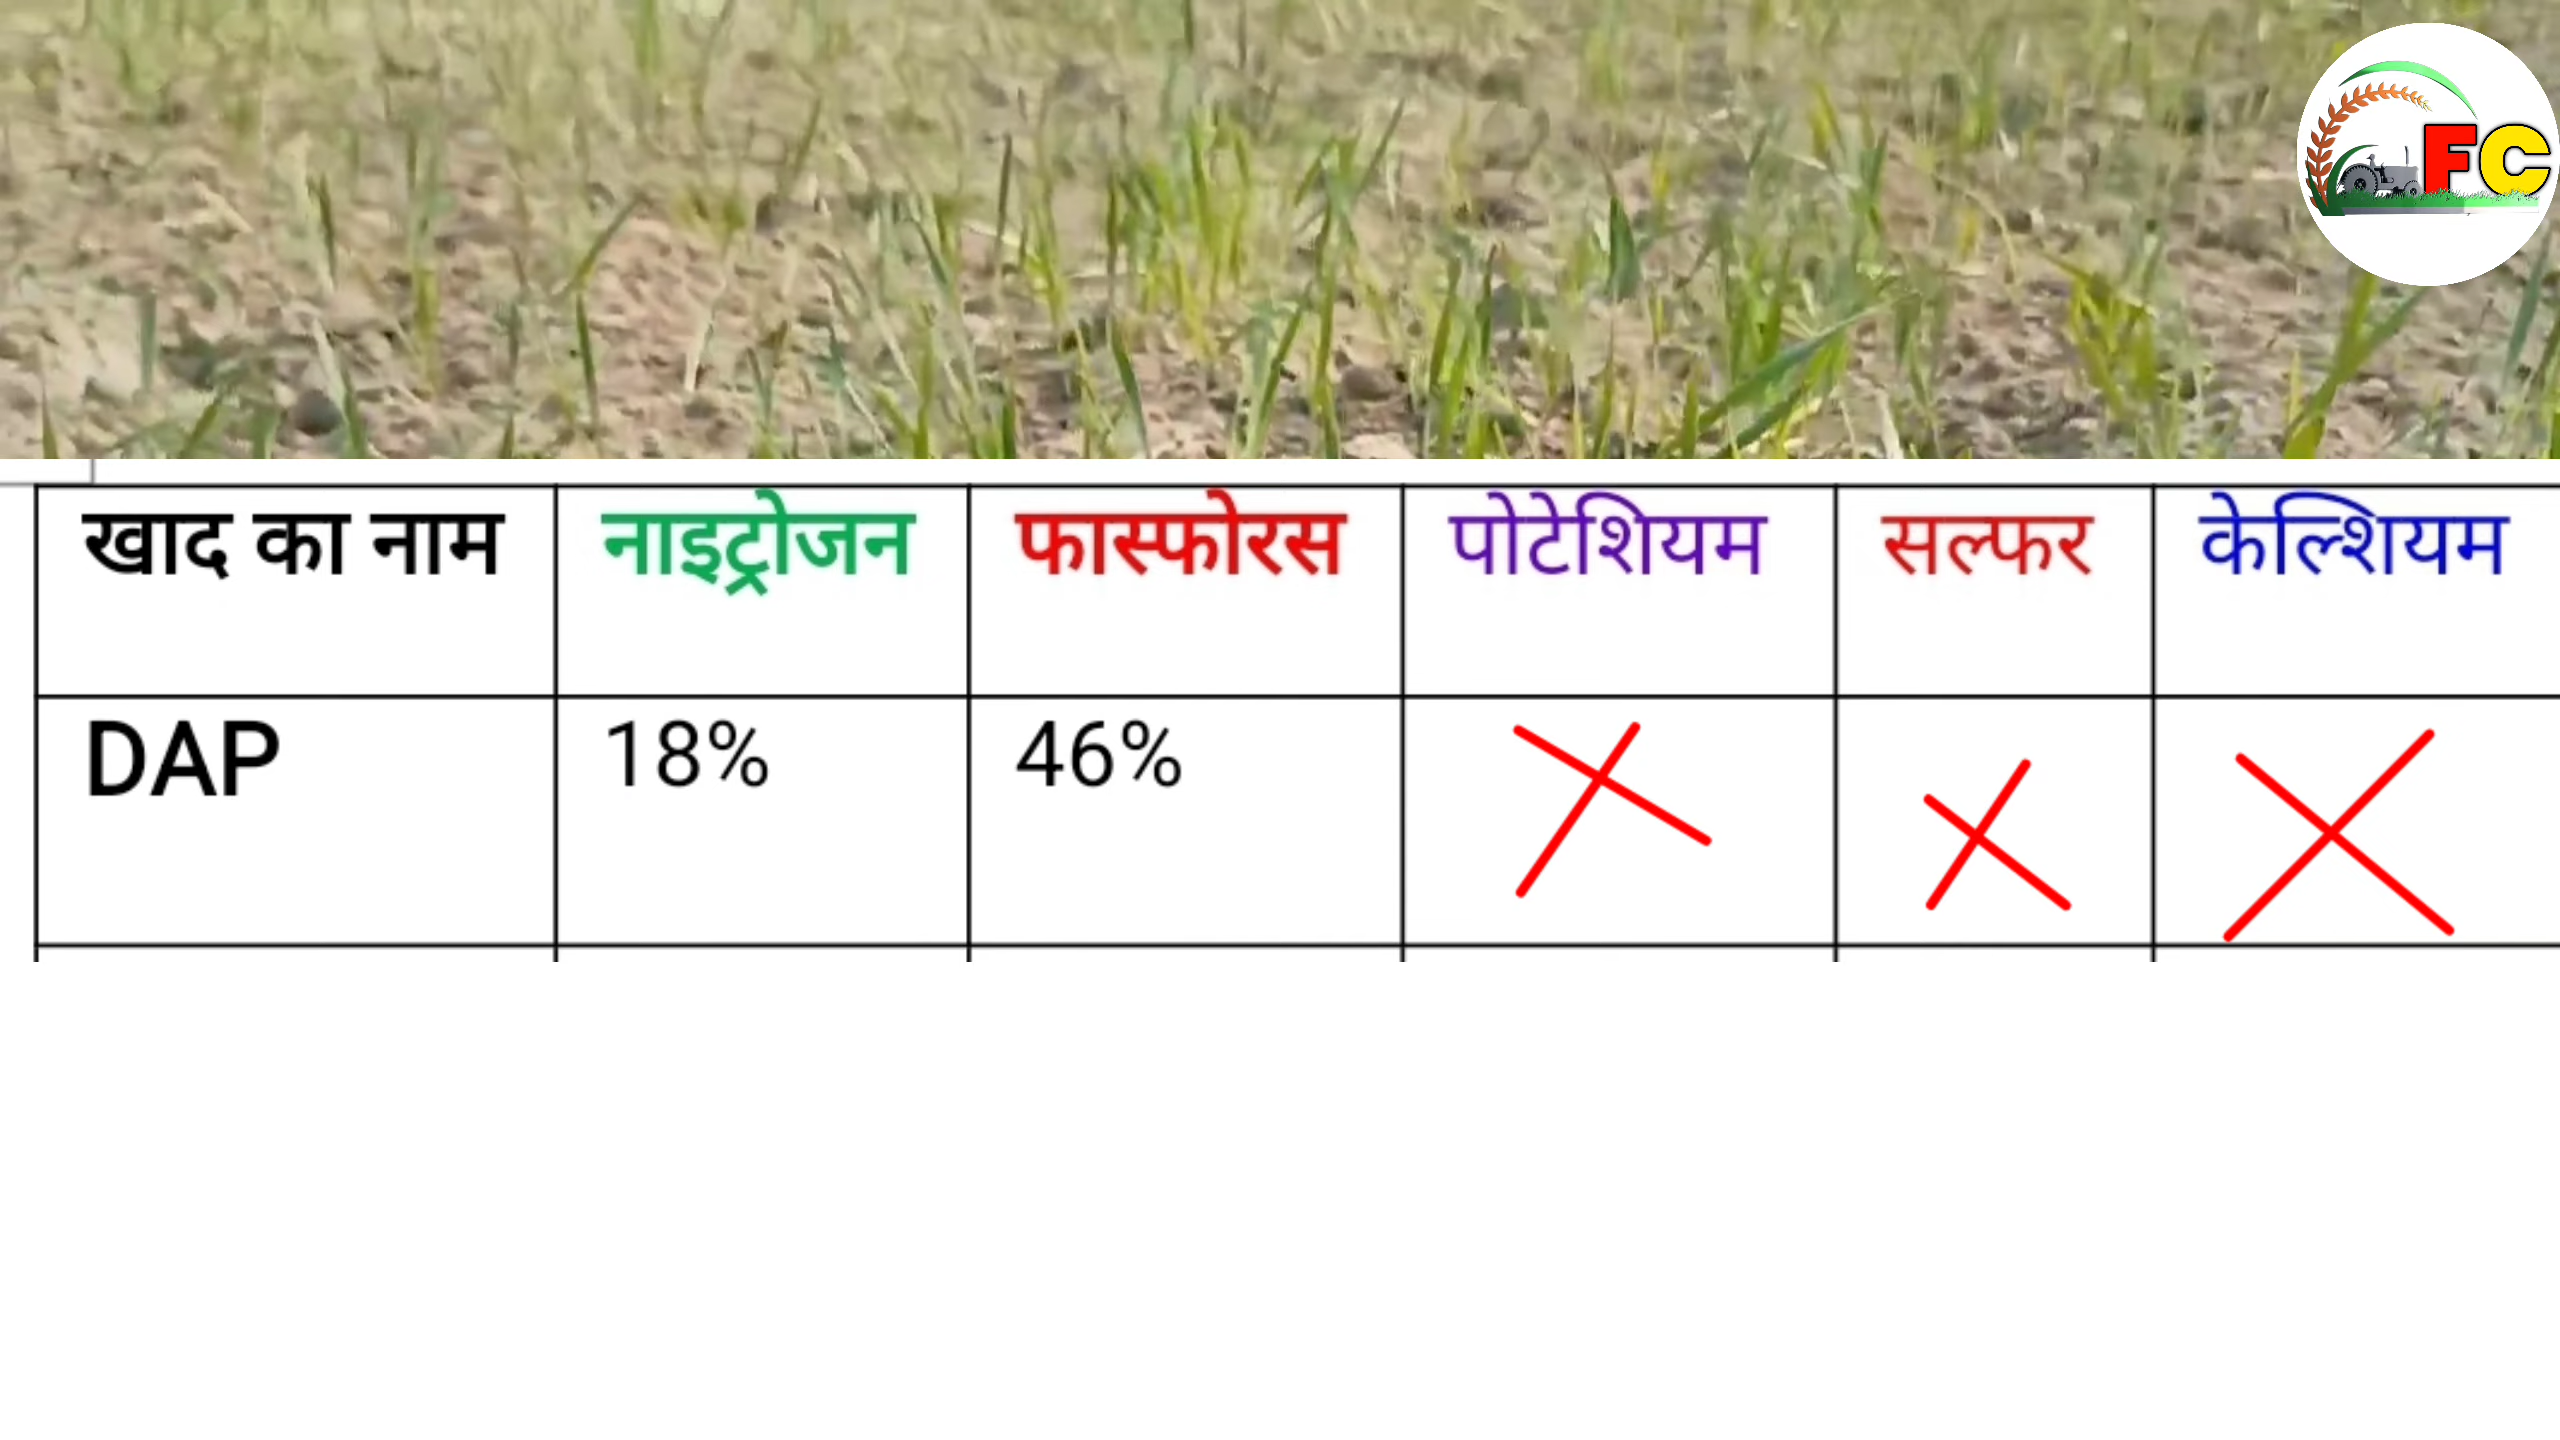 FC
खाद का नाम नाइट्रोजन फास्फोरस पोटेशियम सल्फर केल्शियम
DAP 18% 46%